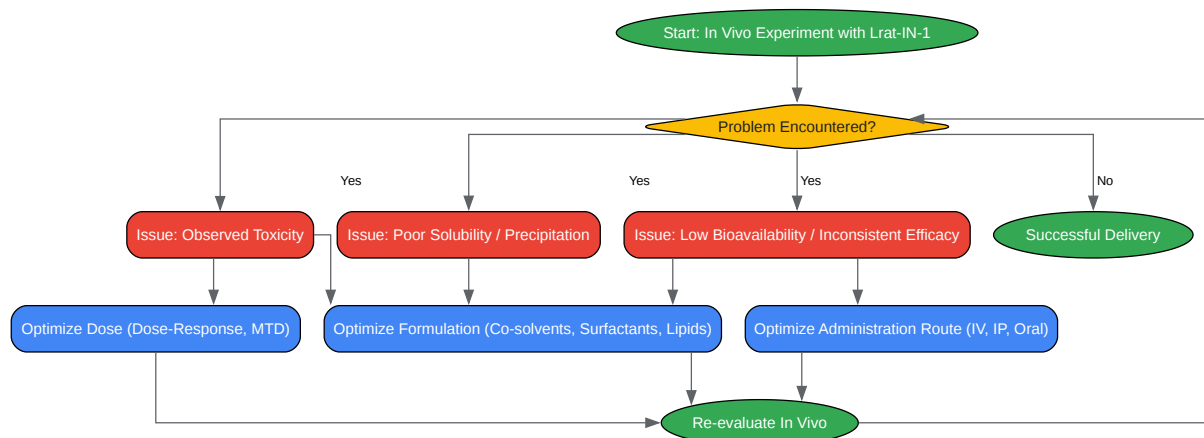 Start: In Vivo Experiment with Lrat-IN-1
Problem Encountered?
Yes
Yes
Yes
No
Issue: Observed Toxicity
Issue: Poor Solubility / Precipitation
Issue: Low Bioavailability / Inconsistent Efficacy
Successful Delivery
Optimize Dose (Dose-Response, MTD)
Optimize Formulation (Co-solvents, Surfactants, Lipids)
Optimize Administration Route (IV, IP, Oral)
Re-evaluate In Vivo